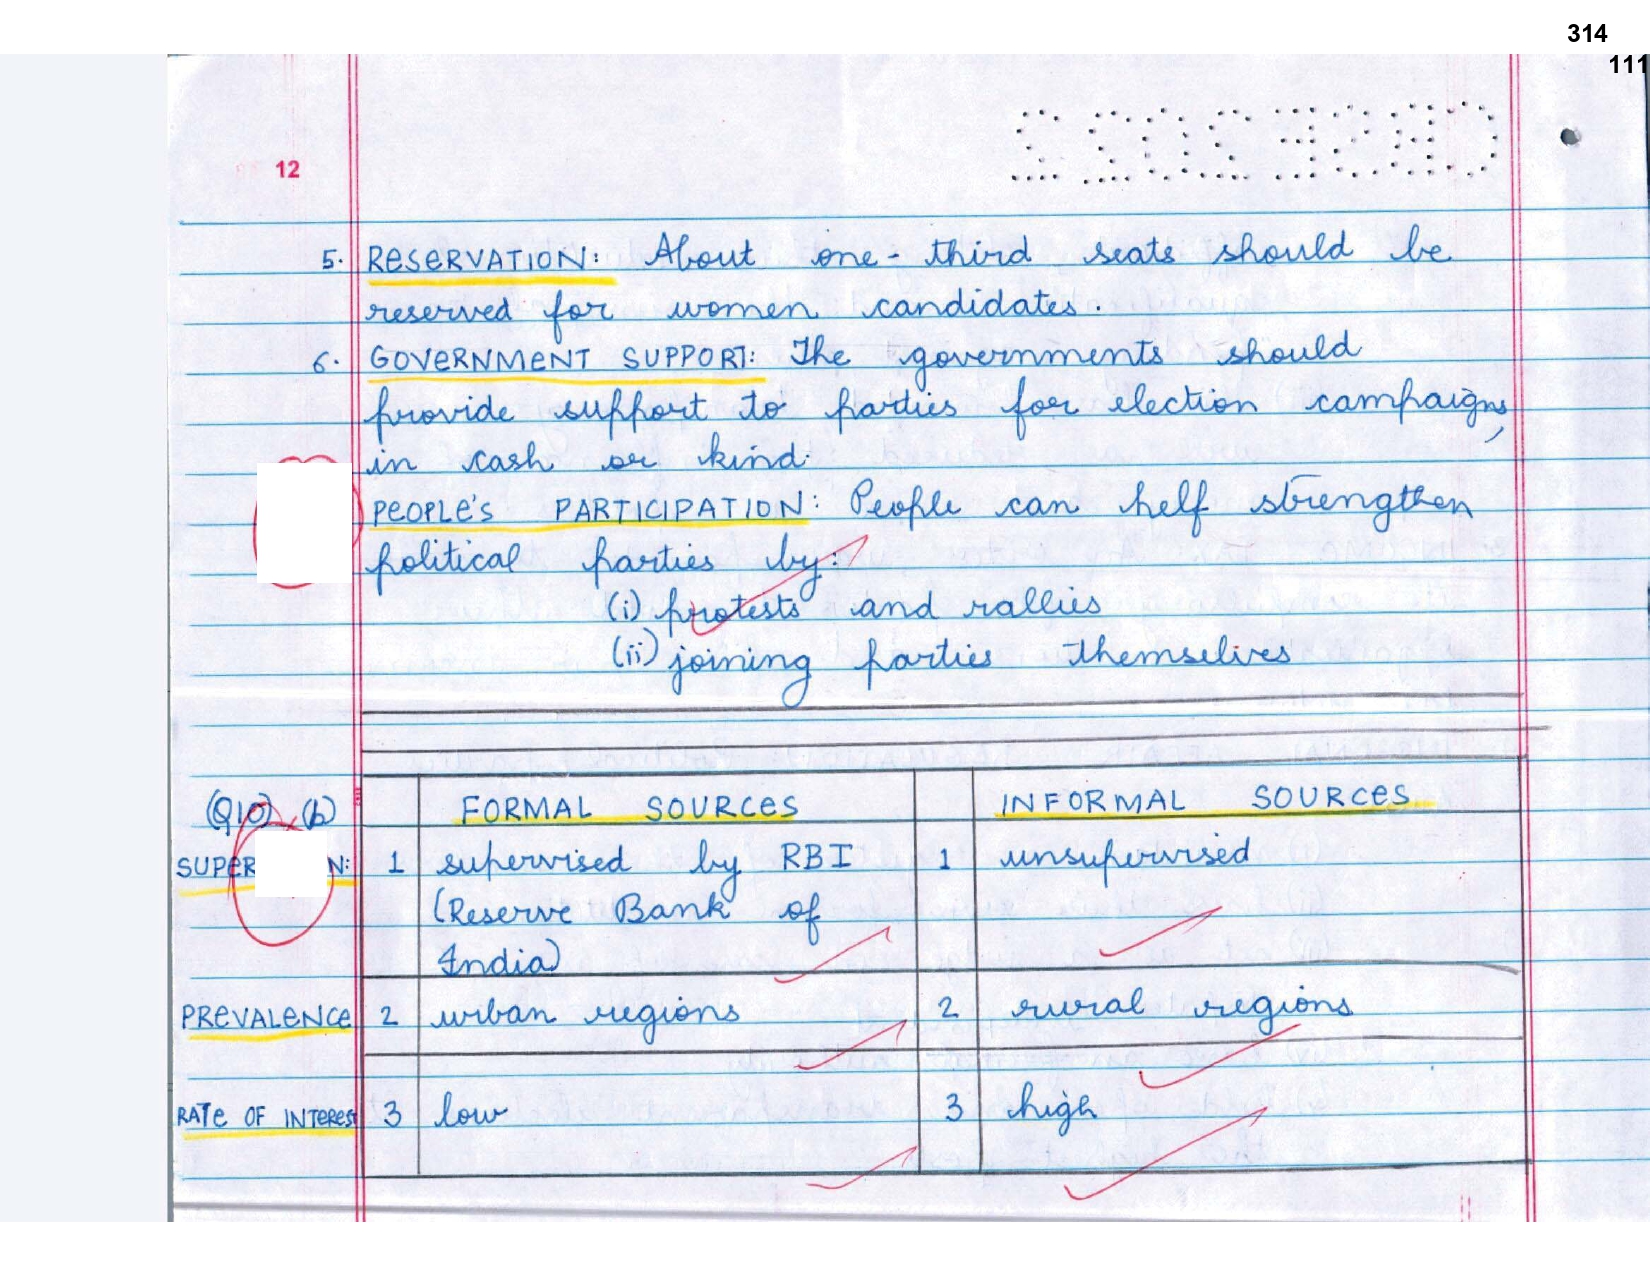 314
111
CBSE 2022
12
5. RESERVATION: About one-third seats should be
reserved for women candidates.
6. GOVERNMENT SUPPORT: The governments should
provide support to parties for election campaigns,
in cash or kind.
PEOPLE'S PARTICIPATION: People can help strengthen
political parties by:
(i) protests and rallies
(ii) joining parties themselves
(Q10) (b) FORMAL SOURCES INFORMAL SOURCES
SUPER N: 1 supervised by RBI 1 unsupervised
(Reserve Bank of
India)
PREVALENCE 2 urban regions 2 rural regions
RATE OF INTEREST 3 low 3 high